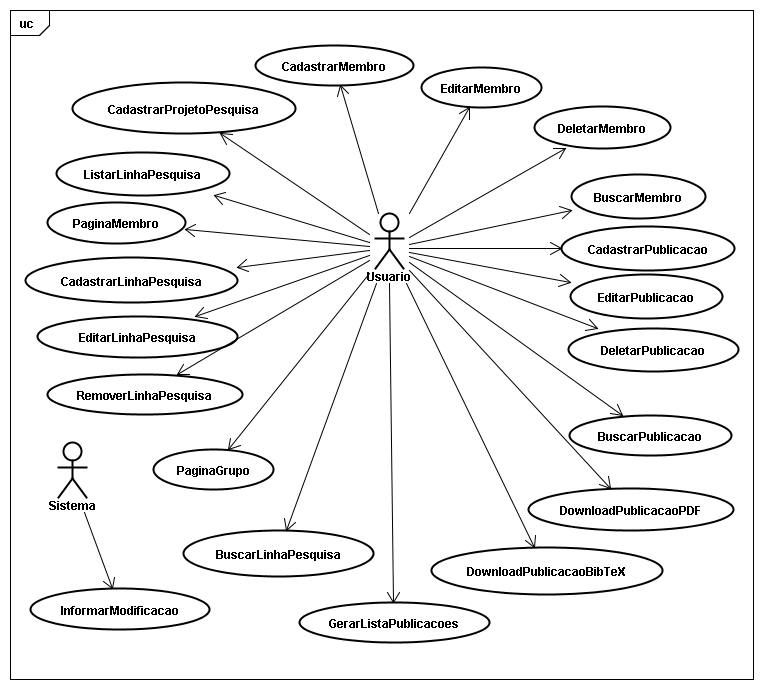 uc
CadastrarMembro
EditarMembro
CadastrarProjetoPesquisa
DeletarMembro
ListarLinhaPesquisa
BuscarMembro
PaginaMembro
CadastrarPublicacao
Usuario
CadastrarLinhaPesquisa
EditarPublicacao
EditarLinhaPesquisa
DeletarPublicacao
RemoverLinhaPesquisa
BuscarPublicacao
PaginaGrupo
Sistema
DownloadPublicacaoPDF
BuscarLinhaPesquisa
DownloadPublicacaoBibTeX
InformarModificacao
GerarListaPublicacoes